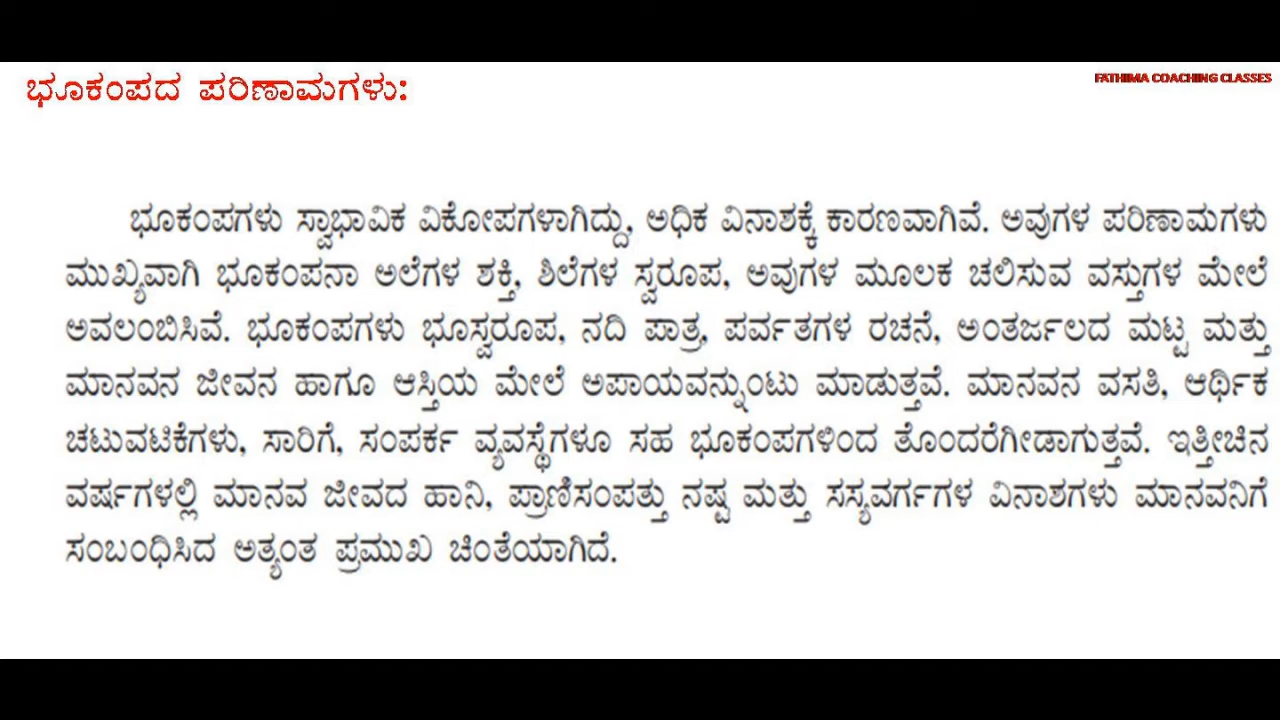 ಭೂಕಂಪದ ಪರಿಣಾಮಗಳು:
FATHIMA COACHING CLASSES
ಭೂಕಂಪಗಳು ಸ್ವಾಭಾವಿಕ ವಿಕೋಪಗಳಾಗಿದ್ದು, ಅಧಿಕ ವಿನಾಶಕ್ಕೆ ಕಾರಣವಾಗಿವೆ. ಅವುಗಳ ಪರಿಣಾಮಗಳು
ಮುಖ್ಯವಾಗಿ ಭೂಕಂಪನಾ ಅಲೆಗಳ ಶಕ್ತಿ, ಶಿಲೆಗಳ ಸ್ವರೂಪ, ಅವುಗಳ ಮೂಲಕ ಚಲಿಸುವ ವಸ್ತುಗಳ ಮೇಲೆ
ಅವಲಂಬಿಸಿವೆ. ಭೂಕಂಪಗಳು ಭೂಸ್ವರೂಪ, ನದಿ ಪಾತ್ರ, ಪರ್ವತಗಳ ರಚನೆ, ಅಂತರ್ಜಲದ ಮಟ್ಟ ಮತ್ತು
ಮಾನವನ ಜೀವನ ಹಾಗೂ ಆಸ್ತಿಯ ಮೇಲೆ ಅಪಾಯವನ್ನುಂಟು ಮಾಡುತ್ತವೆ. ಮಾನವನ ವಸತಿ, ಆರ್ಥಿಕ
ಚಟುವಟಿಕೆಗಳು, ಸಾರಿಗೆ, ಸಂಪರ್ಕ ವ್ಯವಸ್ಥೆಗಳೂ ಸಹ ಭೂಕಂಪಗಳಿಂದ ತೊಂದರೆಗೀಡಾಗುತ್ತವೆ. ಇತ್ತೀಚಿನ
ವರ್ಷಗಳಲ್ಲಿ ಮಾನವ ಜೀವದ ಹಾನಿ, ಪ್ರಾಣಿಸಂಪತ್ತು ನಷ್ಟ ಮತ್ತು ಸಸ್ಯವರ್ಗಗಳ ವಿನಾಶಗಳು ಮಾನವನಿಗೆ
ಸಂಬಂಧಿಸಿದ ಅತ್ಯಂತ ಪ್ರಮುಖ ಚಿಂತೆಯಾಗಿದೆ.